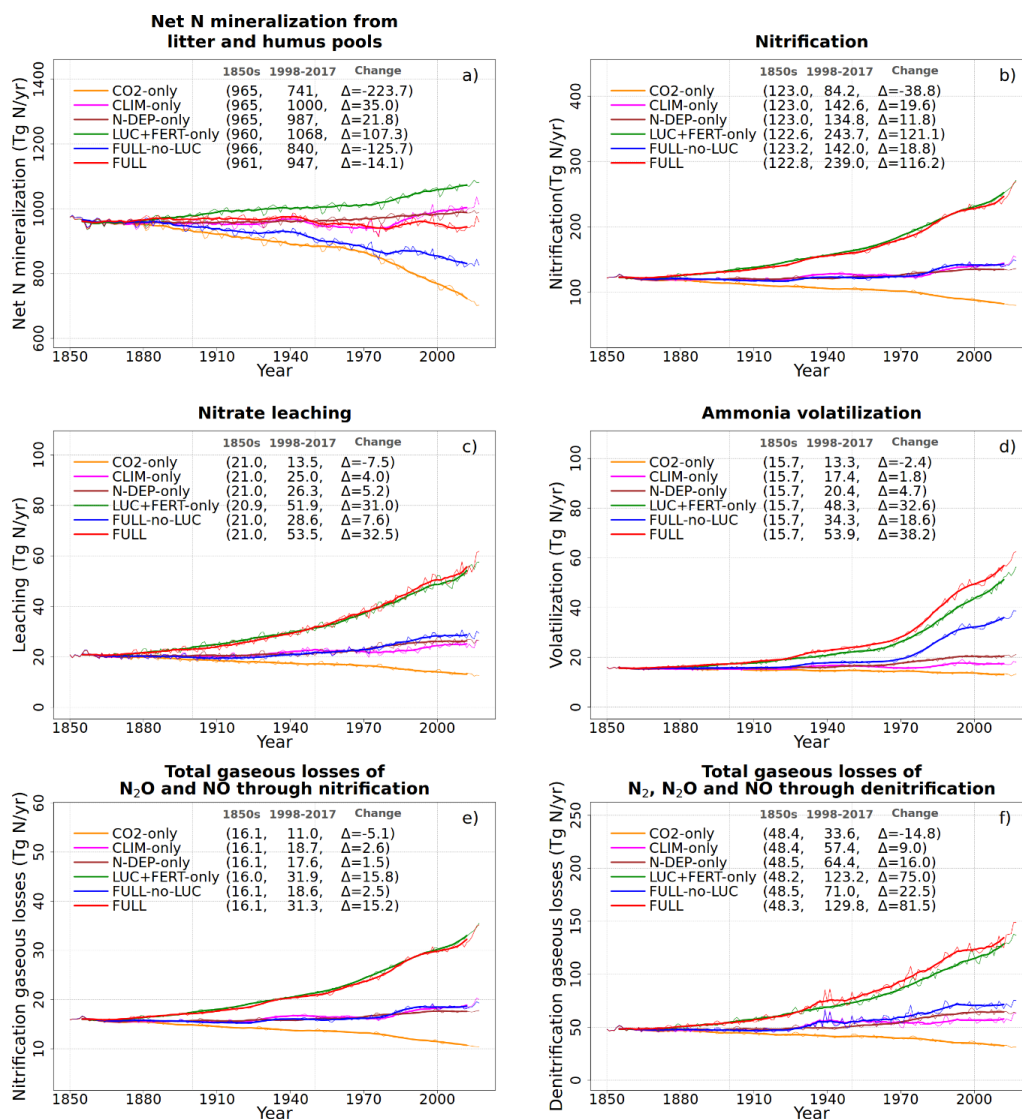 Net N mineralization from
litter and humus pools
1850s 1998-2017 Change
a)
CO2-only (965, 741, Δ=-223.7)
CLIM-only (965, 1000, Δ=35.0)
N-DEP-only (965, 987, Δ=21.8)
LUC+FERT-only (960, 1068, Δ=107.3)
FULL-no-LUC (966, 840, Δ=-125.7)
FULL (961, 947, Δ=-14.1)
Net N mineralization (Tg N/yr)
1400
1200
1000
800
600
1850 1880 1910 1940 1970 2000
Year
Nitrification
1850s 1998-2017 Change
b)
CO2-only (123.0, 84.2, Δ=-38.8)
CLIM-only (123.0, 142.6, Δ=19.6)
N-DEP-only (123.0, 134.8, Δ=11.8)
LUC+FERT-only (122.6, 243.7, Δ=121.1)
FULL-no-LUC (123.2, 142.0, Δ=18.8)
FULL (122.8, 239.0, Δ=116.2)
Nitrification(Tg N/yr)
400
300
200
100
1850 1880 1910 1940 1970 2000
Year
Nitrate leaching
1850s 1998-2017 Change
c)
CO2-only (21.0, 13.5, Δ=-7.5)
CLIM-only (21.0, 25.0, Δ=4.0)
N-DEP-only (21.0, 26.3, Δ=5.2)
LUC+FERT-only (20.9, 51.9, Δ=31.0)
FULL-no-LUC (21.0, 28.6, Δ=7.6)
FULL (21.0, 53.5, Δ=32.5)
Leaching (Tg N/yr)
100
80
60
40
20
0
1850 1880 1910 1940 1970 2000
Year
Ammonia volatilization
1850s 1998-2017 Change
d)
CO2-only (15.7, 13.3, Δ=-2.4)
CLIM-only (15.7, 17.4, Δ=1.8)
N-DEP-only (15.7, 20.4, Δ=4.7)
LUC+FERT-only (15.7, 48.3, Δ=32.6)
FULL-no-LUC (15.7, 34.3, Δ=18.6)
FULL (15.7, 53.9, Δ=38.2)
Volatilization (Tg N/yr)
100
80
60
40
20
0
1850 1880 1910 1940 1970 2000
Year
Total gaseous losses of
N₂O and NO through nitrification
1850s 1998-2017 Change
e)
CO2-only (16.1, 11.0, Δ=-5.1)
CLIM-only (16.1, 18.7, Δ=2.6)
N-DEP-only (16.1, 17.6, Δ=1.5)
LUC+FERT-only (16.0, 31.9, Δ=15.8)
FULL-no-LUC (16.1, 18.6, Δ=2.5)
FULL (16.1, 31.3, Δ=15.2)
Nitrification gaseous losses (Tg N/yr)
60
50
40
30
20
10
1850 1880 1910 1940 1970 2000
Year
Total gaseous losses of
N₂, N₂O and NO through denitrification
1850s 1998-2017 Change
f)
CO2-only (48.4, 33.6, Δ=-14.8)
CLIM-only (48.4, 57.4, Δ=9.0)
N-DEP-only (48.5, 64.4, Δ=16.0)
LUC+FERT-only (48.2, 123.2, Δ=75.0)
FULL-no-LUC (48.5, 71.0, Δ=22.5)
FULL (48.3, 129.8, Δ=81.5)
Denitrification gaseous losses (Tg N/yr)
250
200
150
100
50
0
1850 1880 1910 1940 1970 2000
Year